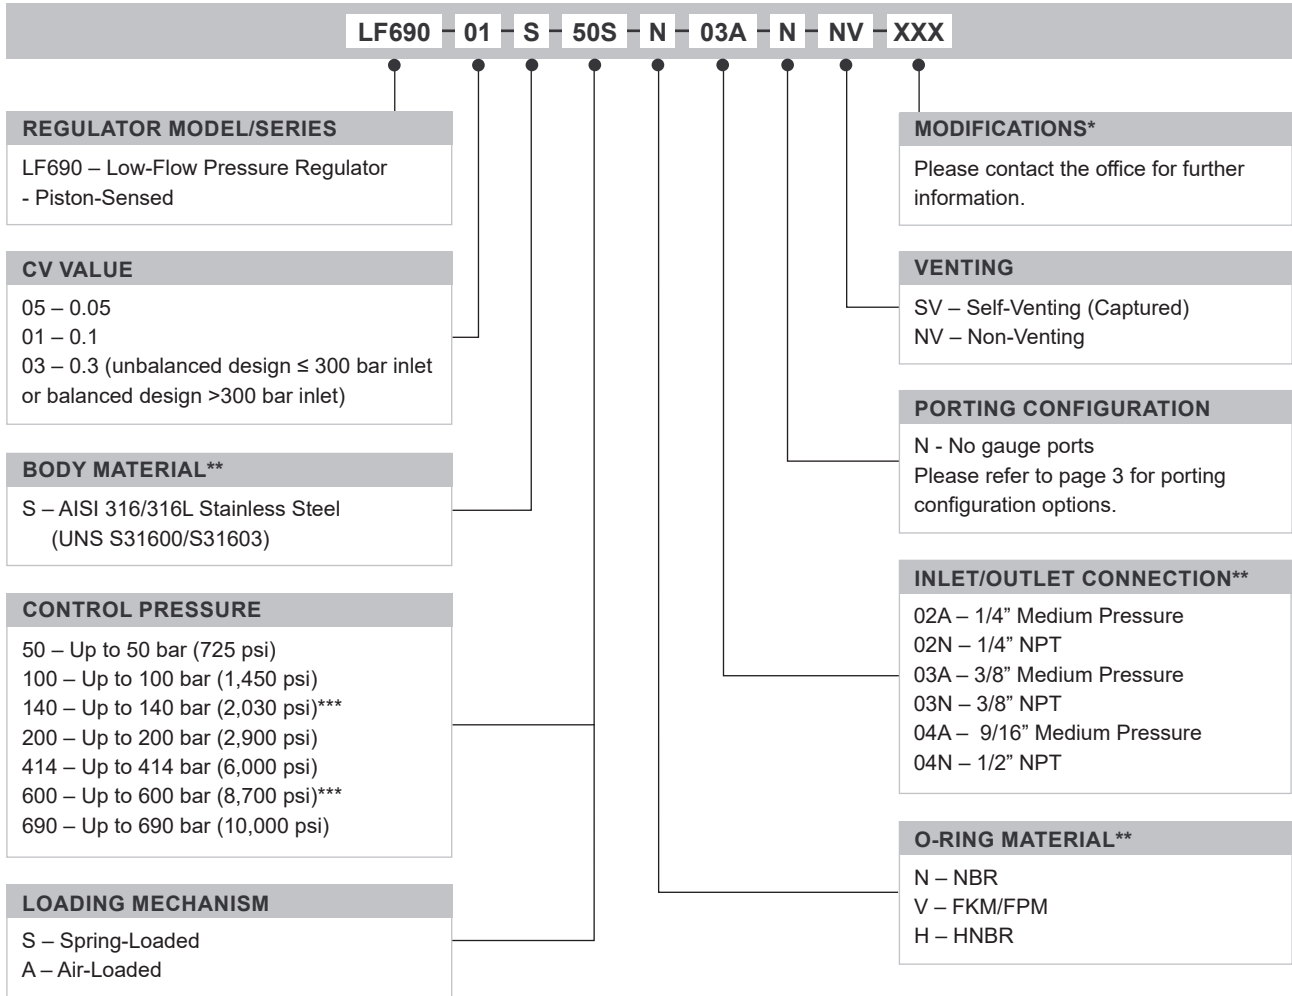 LF690 01 S 50S N 03A N NV XXX
REGULATOR MODEL/SERIES
LF690 – Low-Flow Pressure Regulator
- Piston-Sensed
CV VALUE
05 – 0.05
01 – 0.1
03 – 0.3 (unbalanced design ≤ 300 bar inlet
or balanced design >300 bar inlet)
BODY MATERIAL**
S – AISI 316/316L Stainless Steel
(UNS S31600/S31603)
CONTROL PRESSURE
50 – Up to 50 bar (725 psi)
100 – Up to 100 bar (1,450 psi)
140 – Up to 140 bar (2,030 psi)***
200 – Up to 200 bar (2,900 psi)
414 – Up to 414 bar (6,000 psi)
600 – Up to 600 bar (8,700 psi)***
690 – Up to 690 bar (10,000 psi)
LOADING MECHANISM
S – Spring-Loaded
A – Air-Loaded
MODIFICATIONS*
Please contact the office for further
information.
VENTING
SV – Self-Venting (Captured)
NV – Non-Venting
PORTING CONFIGURATION
N - No gauge ports
Please refer to page 3 for porting
configuration options.
INLET/OUTLET CONNECTION**
02A – 1/4” Medium Pressure
02N – 1/4” NPT
03A – 3/8” Medium Pressure
03N – 3/8” NPT
04A – 9/16” Medium Pressure
04N – 1/2” NPT
O-RING MATERIAL**
N – NBR
V – FKM/FPM
H – HNBR